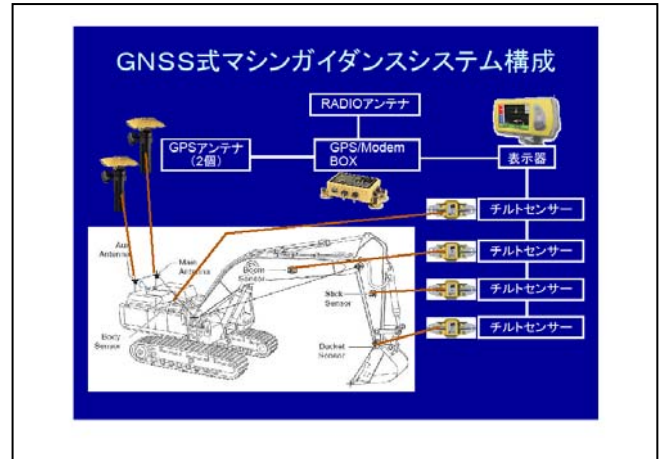 GNSS式マシンガイダンスシステム構成
RADIOアンテナ
GPSアンテナ
(2個)
GPS/Modem
BOX
表示器
チルトセンサー
チルトセンサー
チルトセンサー
チルトセンサー
Aux
Antenna
Main
Antenna
Boom
Sensor
Stick
Sensor
Body
Sensor
Bucket
Sensor